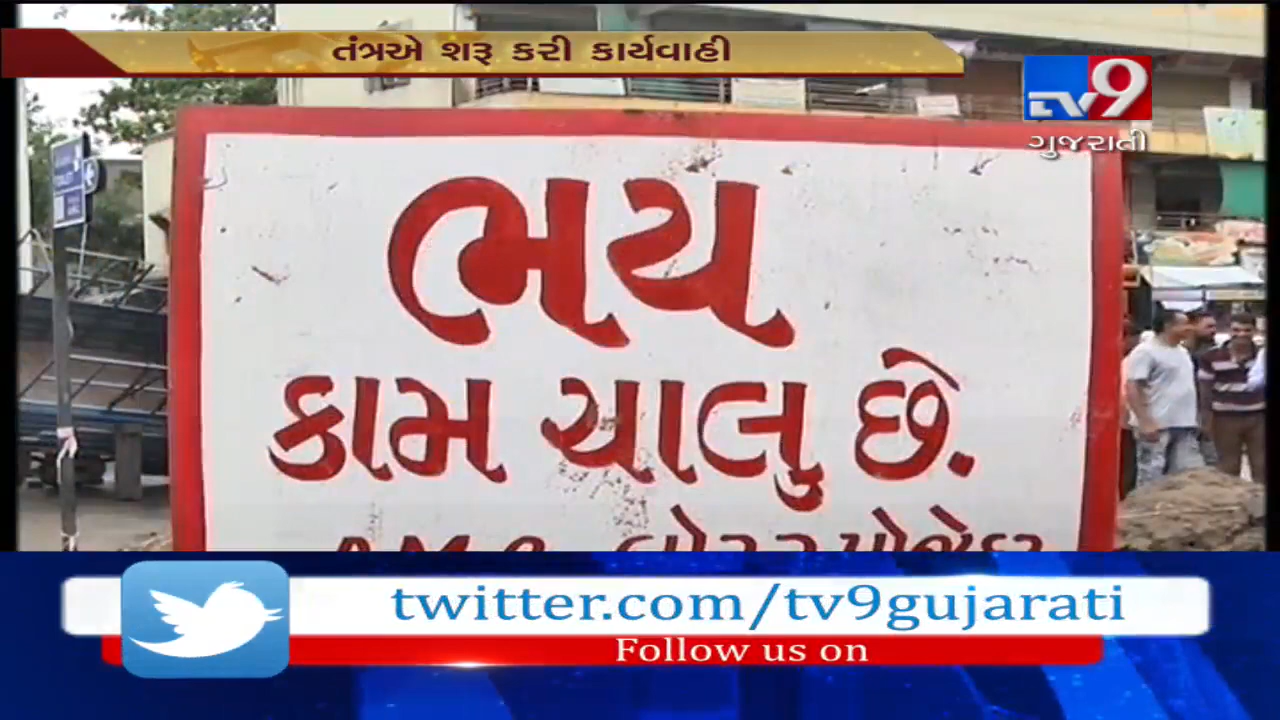 તંત્રએ શરૂ કરી કાર્યવાહી
tv9
ગુજરાતી
ભય
કામ ચાલુ છે.
A.M.C.
twitter.com/tv9gujarati
Follow us on